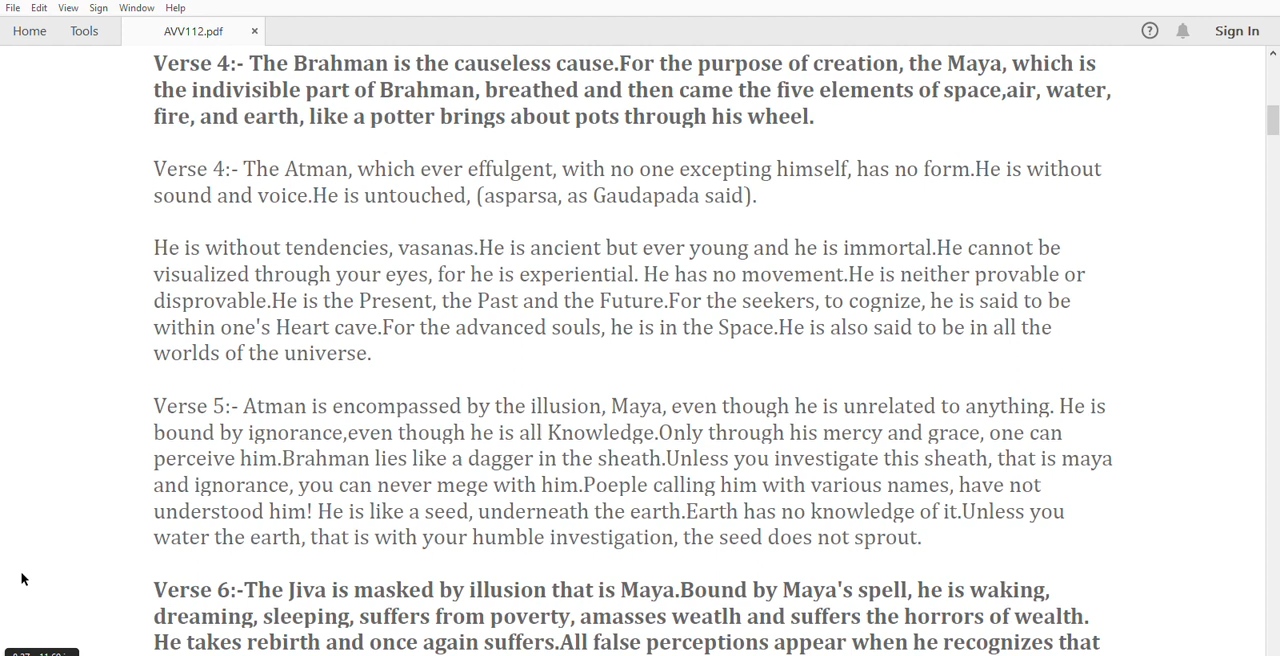 File Edit View Sign Window Help
Home Tools AVV112.pdf × ? Sign In
Verse 4:- The Brahman is the causeless cause.For the purpose of creation, the Maya, which is
the indivisible part of Brahman, breathed and then came the five elements of space,air, water,
fire, and earth, like a potter brings about pots through his wheel.
Verse 4:- The Atman, which ever effulgent, with no one excepting himself, has no form.He is without
sound and voice.He is untouched, (asparsa, as Gaudapada said).
He is without tendencies, vasanas.He is ancient but ever young and he is immortal.He cannot be
visualized through your eyes, for he is experiential. He has no movement.He is neither provable or
disprovable.He is the Present, the Past and the Future.For the seekers, to cognize, he is said to be
within one's Heart cave.For the advanced souls, he is in the Space.He is also said to be in all the
worlds of the universe.
Verse 5:- Atman is encompassed by the illusion, Maya, even though he is unrelated to anything. He is
bound by ignorance,even though he is all Knowledge.Only through his mercy and grace, one can
perceive him.Brahman lies like a dagger in the sheath.Unless you investigate this sheath, that is maya
and ignorance, you can never mege with him.Poeple calling him with various names, have not
understood him! He is like a seed, underneath the earth.Earth has no knowledge of it.Unless you
water the earth, that is with your humble investigation, the seed does not sprout.
Verse 6:-The Jiva is masked by illusion that is Maya.Bound by Maya's spell, he is waking,
dreaming, sleeping, suffers from poverty, amasses weatlh and suffers the horrors of wealth.
He takes rebirth and once again suffers.All false perceptions appear when he recognizes that